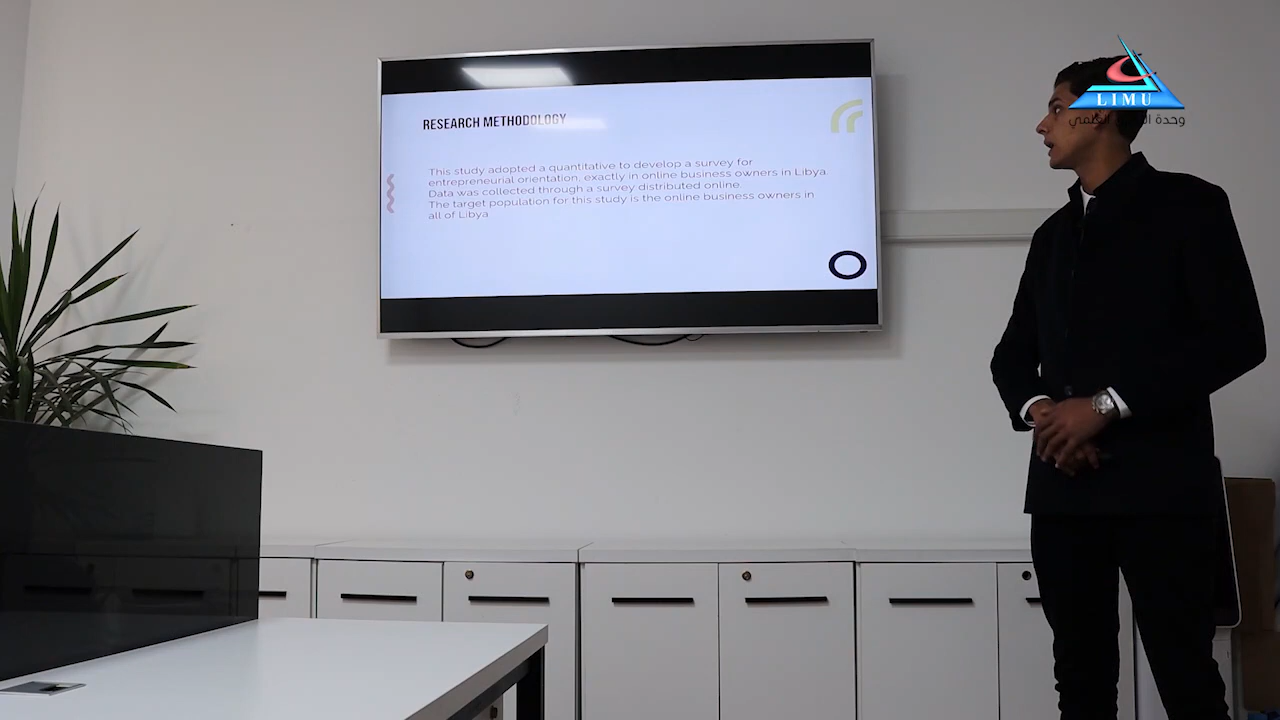 RESEARCH METHODOLOGY
This study adopted a quantitative to develop a survey for
entrepreneurial orientation, exactly in online business owners in Libya.
Data was collected through a survey distributed online.
The target population for this study is the online business owners in
all of Libya
LIMU
وحدة
العلمي